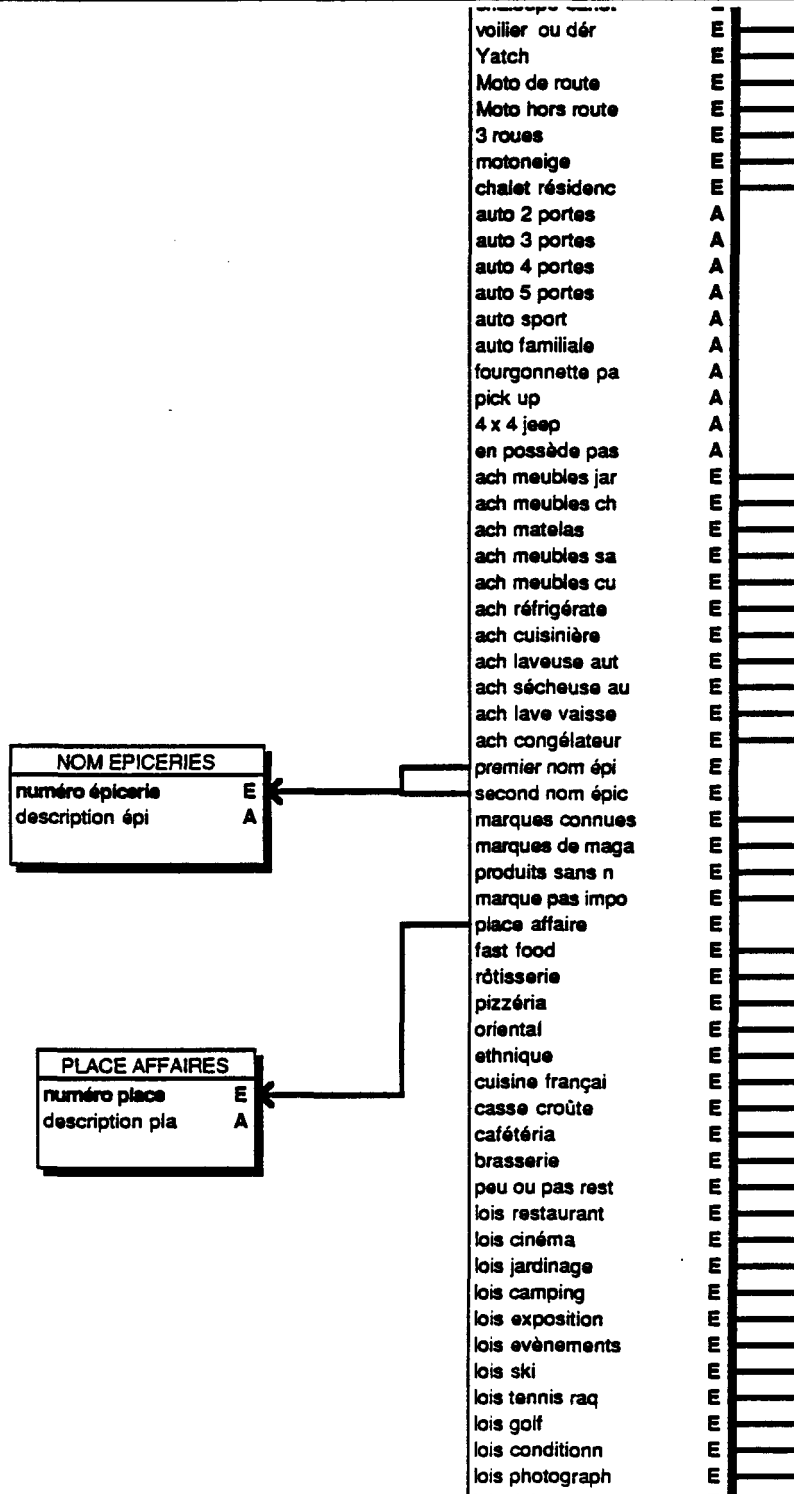 voilier ou dér E
Yatch E
Moto de route E
Moto hors route E
3 roues E
motoneige E
chalet résidenc E
auto 2 portes A
auto 3 portes A
auto 4 portes A
auto 5 portes A
auto sport A
auto familiale A
fourgonnette pa A
pick up A
4 x 4 jeep A
en possède pas A
ach meubles jar E
ach meubles ch E
ach matelas E
ach meubles sa E
ach meubles cu E
ach réfrigérate E
ach cuisinière E
ach laveuse aut E
ach sécheuse au E
ach lave vaisse E
ach congélateur E
premier nom épi E
second nom épic E
marques connues E
marques de maga E
produits sans n E
marque pas impo E
place affaire E
fast food E
rôtisserie E
pizzéria E
oriental E
ethnique E
cuisine françai E
casse croûte E
cafétéria E
brasserie E
peu ou pas rest E
lois restaurant E
lois cinéma E
lois jardinage E
lois camping E
lois exposition E
lois evènements E
lois ski E
lois tennis raq E
lois golf E
lois conditionn E
lois photograph E
NOM EPICERIES
numéro épicerie E
description épi A
PLACE AFFAIRES
numéro place E
description pla A